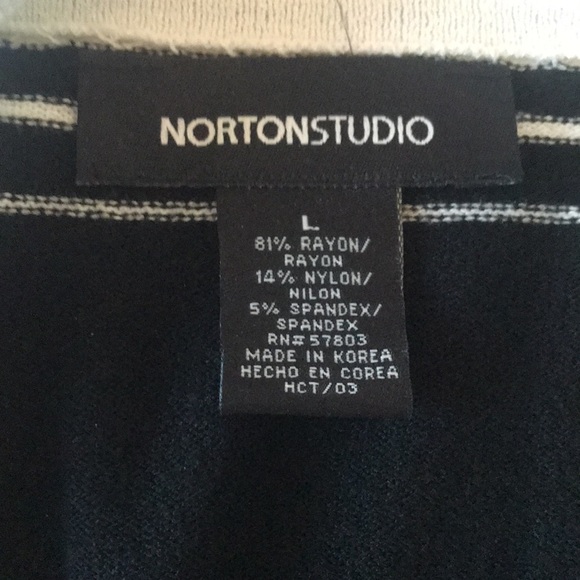 NORTONSTUDIO
L
81% RAYON/
RAYON
14% NYLON/
NILON
5% SPANDEX/
SPANDEX
RN# 57803
MADE IN KOREA
HECHO EN COREA
HCT/03